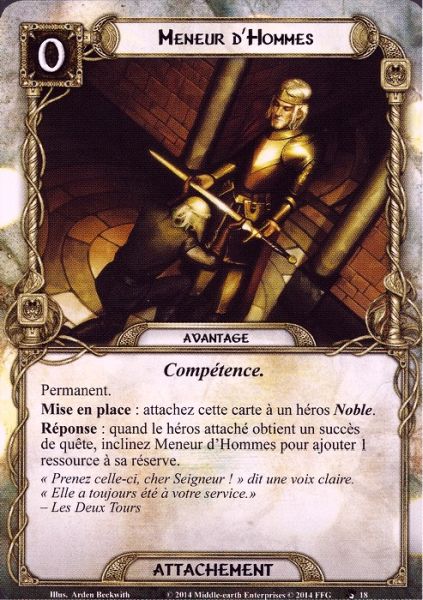 0
MENEUR D'HOMMES
AVANTAGE
Compétence.
Permanent.
Mise en place : attachez cette carte à un héros Noble.
Réponse : quand le héros attaché obtient un succès
de quête, inclinez Meneur d'Hommes pour ajouter 1
ressource à sa réserve.
« Prenez celle-ci, cher Seigneur ! » dit une voix claire.
« Elle a toujours été à votre service.»
– Les Deux Tours
ATTACHEMENT
Illus. Arden Beckwith
© 2014 Middle-earth Enterprises © 2014 FFG
18